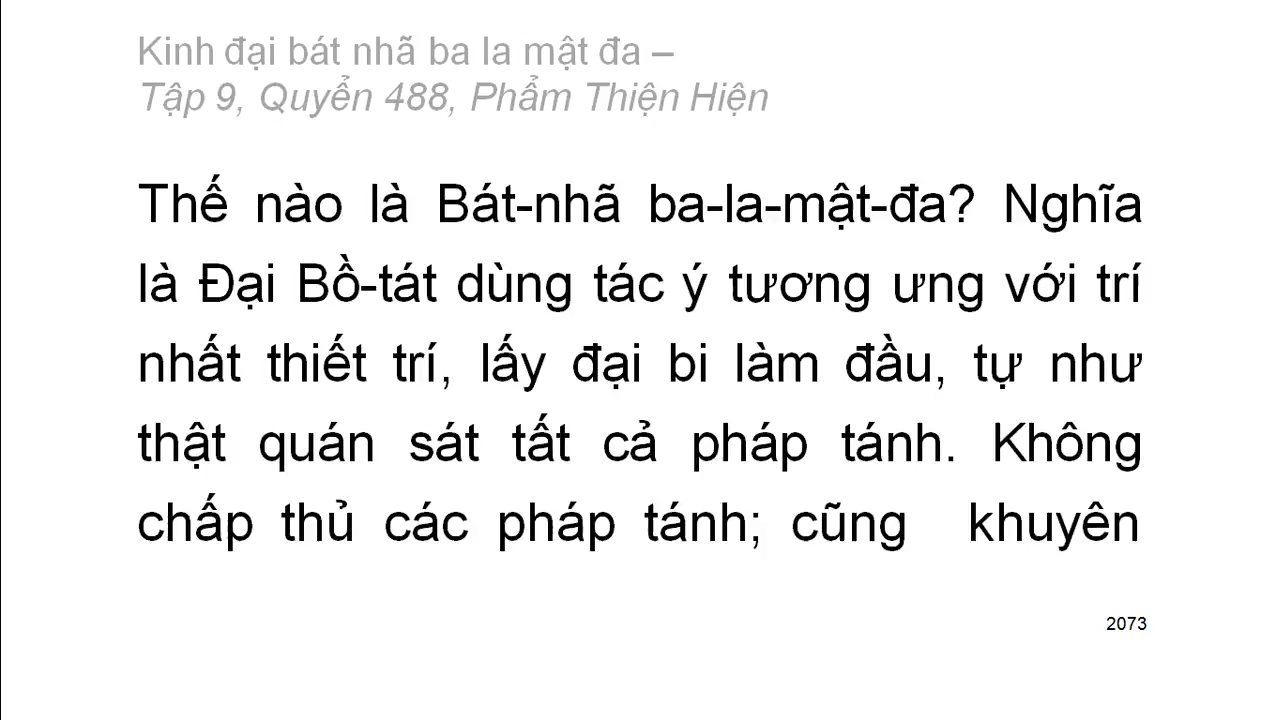 Kinh đại bát nhã ba la mật đa –
Tập 9, Quyển 488, Phẩm Thiện Hiện
Thế nào là Bát-nhã ba-la-mật-đa? Nghĩa
là Đại Bồ-tát dùng tác ý tương ưng với trí
nhất thiết trí, lấy đại bi làm đầu, tự như
thật quán sát tất cả pháp tánh. Không
chấp thủ các pháp tánh; cũng khuyên
2073